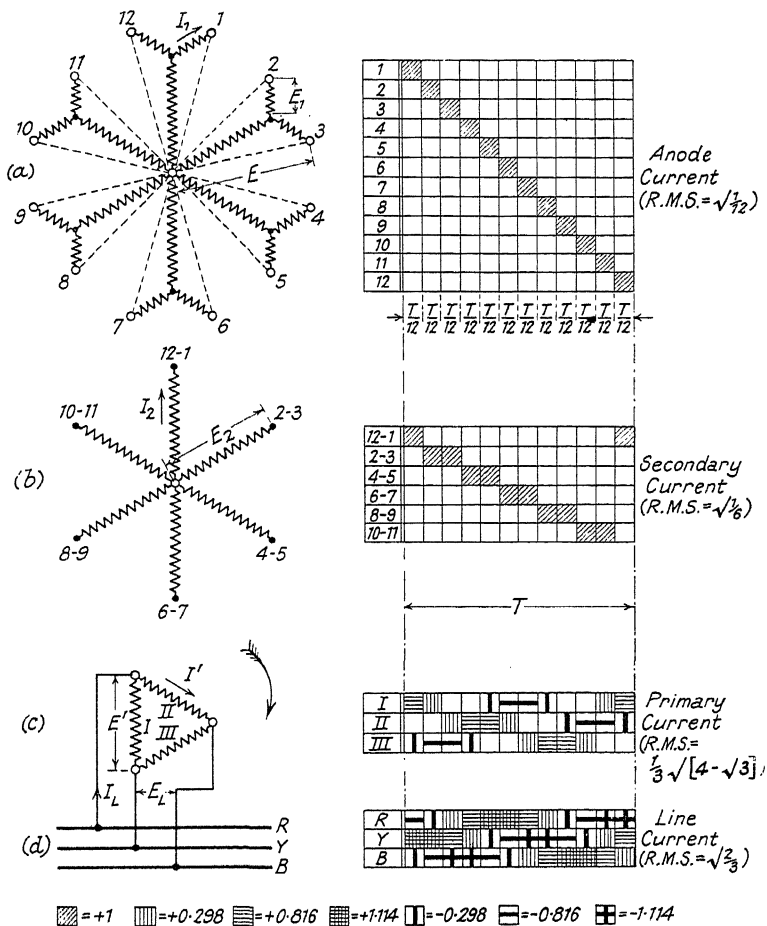 12 I₁ 1
11 2
E₁
10 3
(a) E
9 4
8 5
7 6
1
2
3
4
5
6
7
8
9
10
11
12
Anode
Current
(R.M.S.=√1/12)
T/12 T/12 T/12 T/12 T/12 T/12 T/12 T/12 T/12 T/12 T/12 T/12
12-1
10-11 I₂ E₂ 2-3
(b)
8-9 4-5
6-7
12-1
2-3
4-5
6-7
8-9
10-11
Secondary
Current
(R.M.S.=√1/6)
T
(c) E' I II III I'
I_L E_L
I
II
III
Primary
Current
(R.M.S.=
1/3 √[4-√3])
(d) R
Y
B
R
Y
B
Line
Current
(R.M.S.=√2/3)
=+1 =+0·298 =+0·816 =+1·114 =-0·298 =-0·816 =-1·114